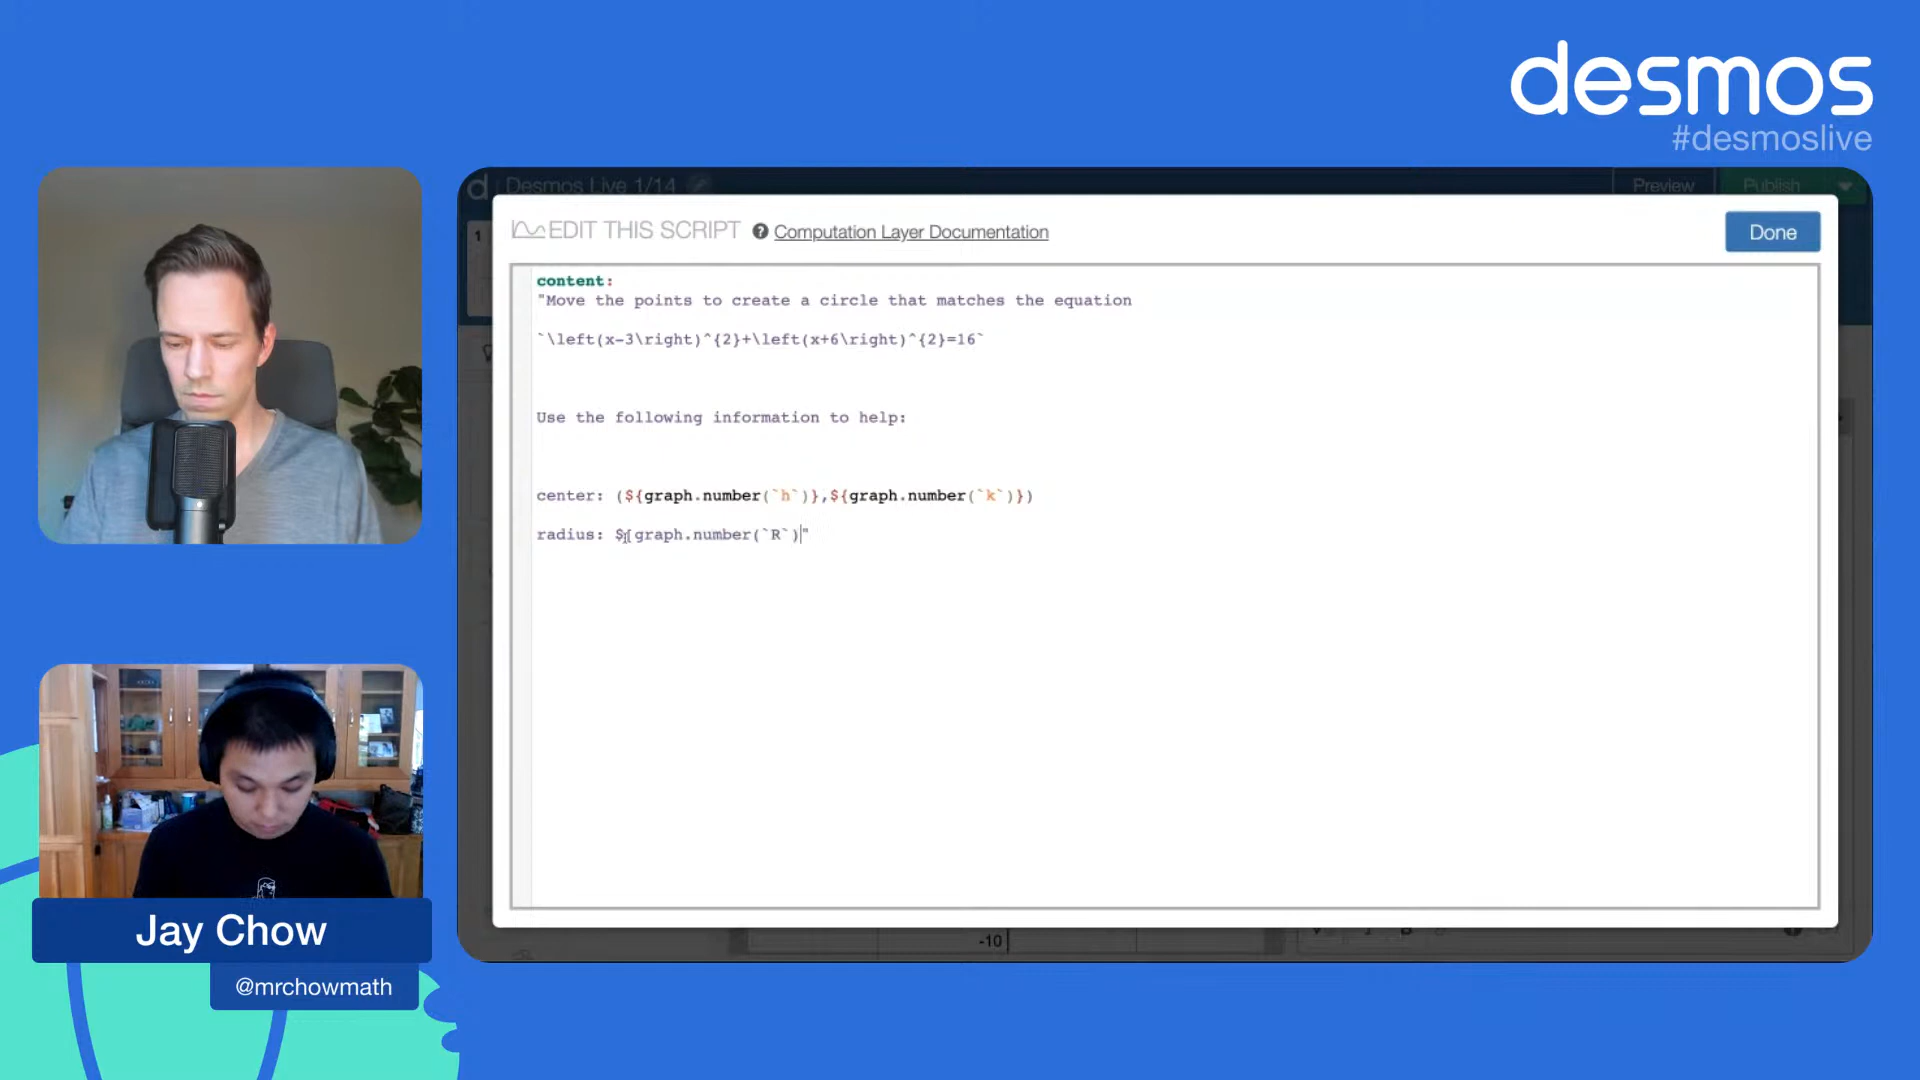 desmos
#desmoslive
Desmos Live 1/14
Preview
Publish
EDIT THIS SCRIPT
Computation Layer Documentation
Done
1
content:
"Move the points to create a circle that matches the equation
`\left(x-3\right)^{2}+\left(x+6\right)^{2}=16`
Use the following information to help:
center: (${graph.number(`h`)},${graph.number(`k`)})
radius: ${graph.number(`R`)"
-10
Jay Chow
@mrchowmath